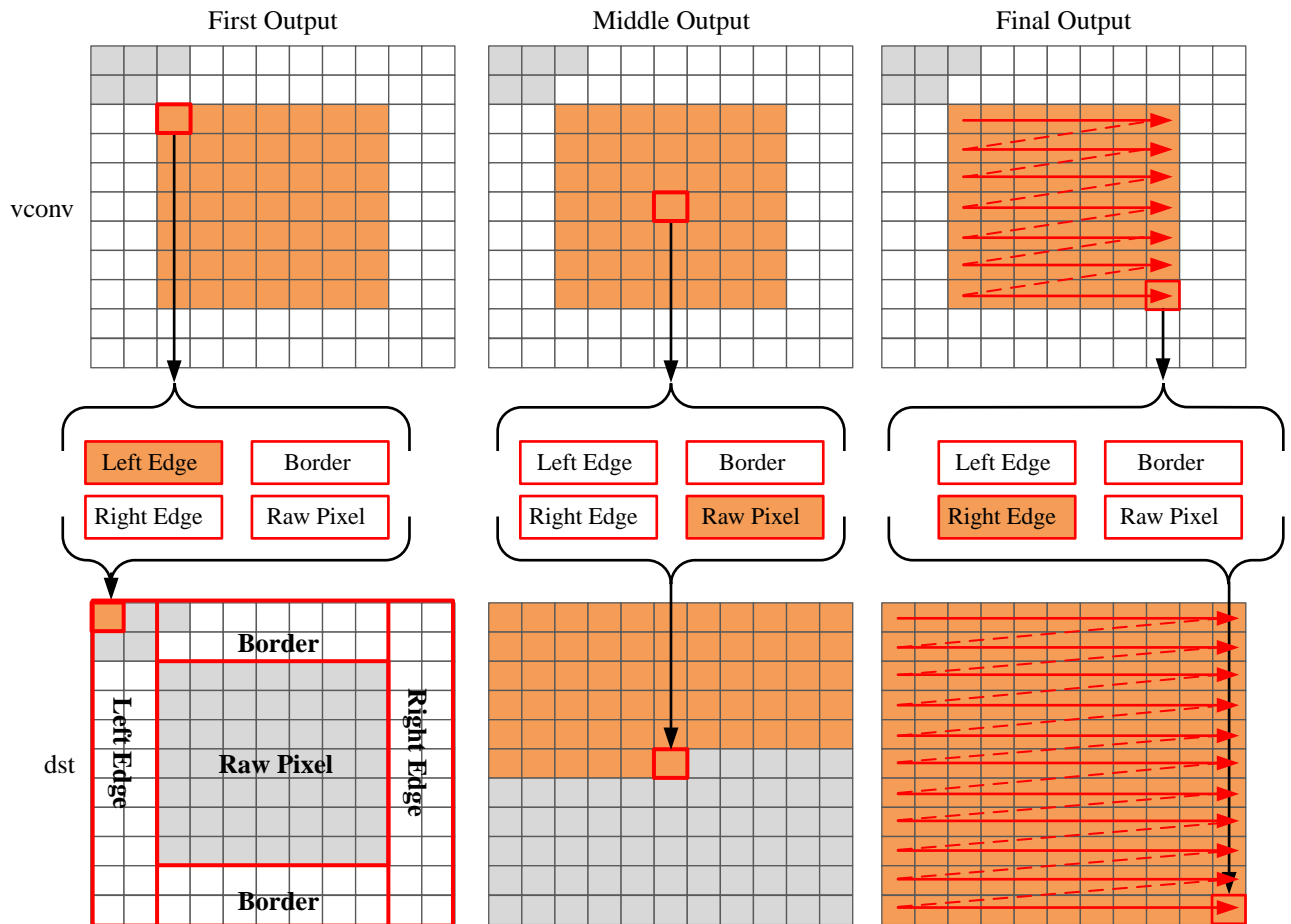 First Output
Middle Output
Final Output
vconv
Left Edge
Border
Right Edge
Raw Pixel
Left Edge
Border
Right Edge
Raw Pixel
Left Edge
Border
Right Edge
Raw Pixel
dst
Border
Left Edge
Raw Pixel
Right Edge
Border